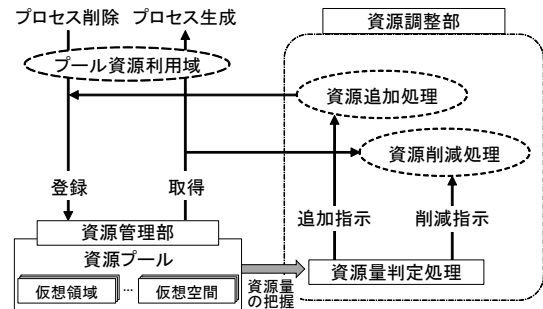 プロセス削除 プロセス生成
資源調整部
プール資源利用域
資源追加処理
資源削減処理
登録 取得
追加指示 削減指示
資源管理部
資源プール
仮想領域 … 仮想空間
資源量
の把握
資源量判定処理